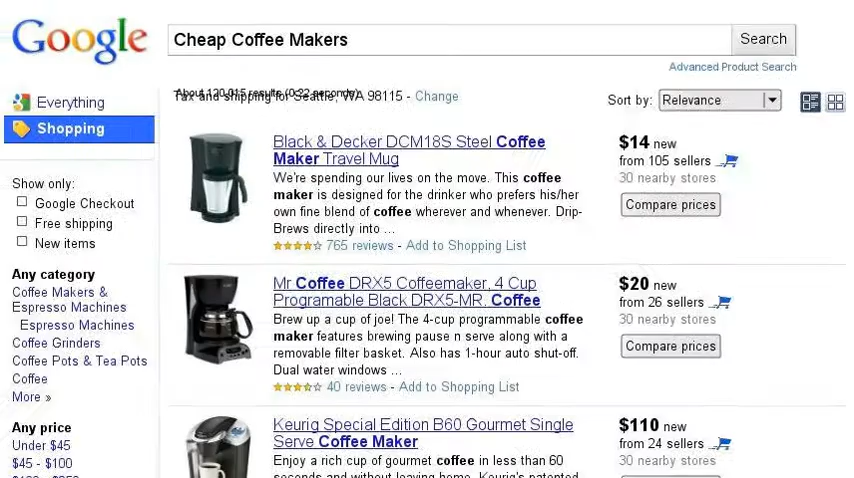 Google
Cheap Coffee Makers
Search
Advanced Product Search
Everything
Shopping
About 120,015 results (0.22 seconds)
Tax and shipping for Seattle, WA 98115 - Change
Sort by: Relevance
Show only:
Google Checkout
Free shipping
New items
Any category
Coffee Makers &
Espresso Machines
Espresso Machines
Coffee Grinders
Coffee Pots & Tea Pots
Coffee
More »
Any price
Under $45
$45 - $100
Black & Decker DCM18S Steel Coffee
Maker Travel Mug
We're spending our lives on the move. This coffee
maker is designed for the drinker who prefers his/her
own fine blend of coffee wherever and whenever. Drip-
Brews directly into ...
765 reviews - Add to Shopping List
$14 new
from 105 sellers
30 nearby stores
Compare prices
Mr Coffee DRX5 Coffeemaker, 4 Cup
Programable Black DRX5-MR. Coffee
Brew up a cup of joe! The 4-cup programmable coffee
maker features brewing pause n serve along with a
removable filter basket. Also has 1-hour auto shut-off.
Dual water windows ...
40 reviews - Add to Shopping List
$20 new
from 26 sellers
30 nearby stores
Compare prices
Keurig Special Edition B60 Gourmet Single
Serve Coffee Maker
Enjoy a rich cup of gourmet coffee in less than 60
seconds and without leaving home. Keurig's patented
$110 new
from 24 sellers
30 nearby stores